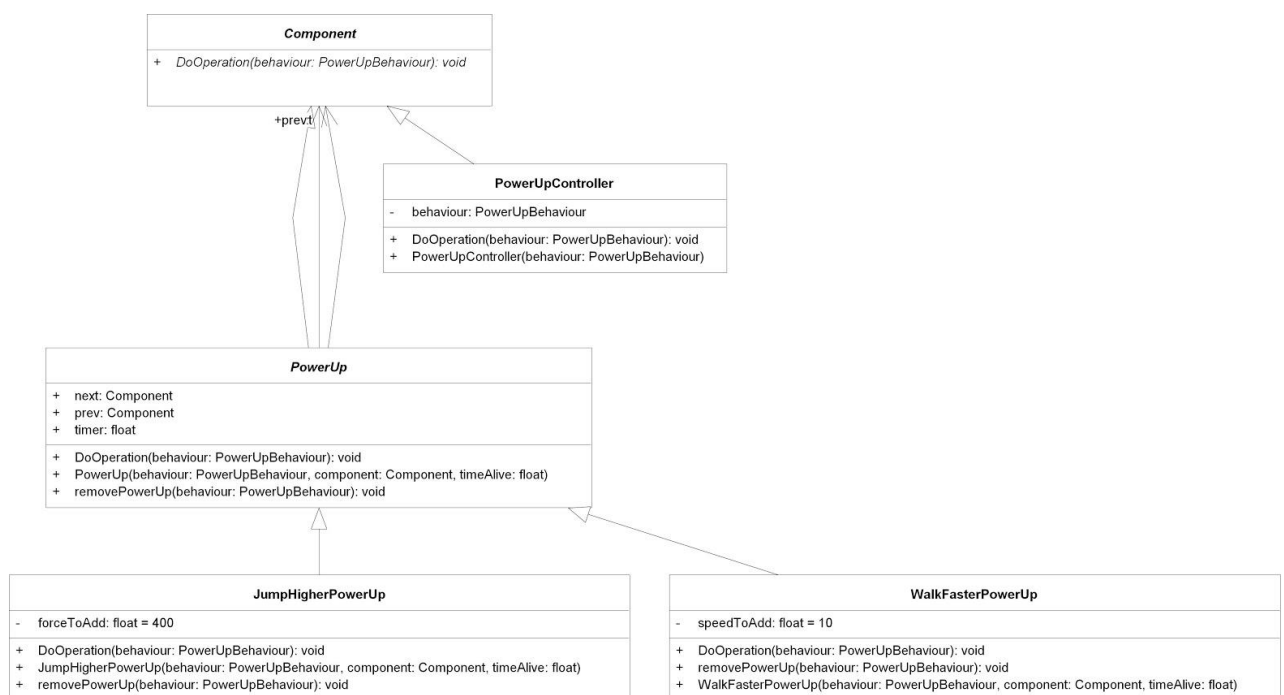 Component
+ DoOperation(behaviour: PowerUpBehaviour): void
+prev
PowerUpController
- behaviour: PowerUpBehaviour
+ DoOperation(behaviour: PowerUpBehaviour): void
+ PowerUpController(behaviour: PowerUpBehaviour)
PowerUp
+ next: Component
+ prev: Component
+ timer: float
+ DoOperation(behaviour: PowerUpBehaviour): void
+ PowerUp(behaviour: PowerUpBehaviour, component: Component, timeAlive: float)
+ removePowerUp(behaviour: PowerUpBehaviour): void
JumpHigherPowerUp
- forceToAdd: float = 400
+ DoOperation(behaviour: PowerUpBehaviour): void
+ JumpHigherPowerUp(behaviour: PowerUpBehaviour, component: Component, timeAlive: float)
+ removePowerUp(behaviour: PowerUpBehaviour): void
WalkFasterPowerUp
- speedToAdd: float = 10
+ DoOperation(behaviour: PowerUpBehaviour): void
+ removePowerUp(behaviour: PowerUpBehaviour): void
+ WalkFasterPowerUp(behaviour: PowerUpBehaviour, component: Component, timeAlive: float)